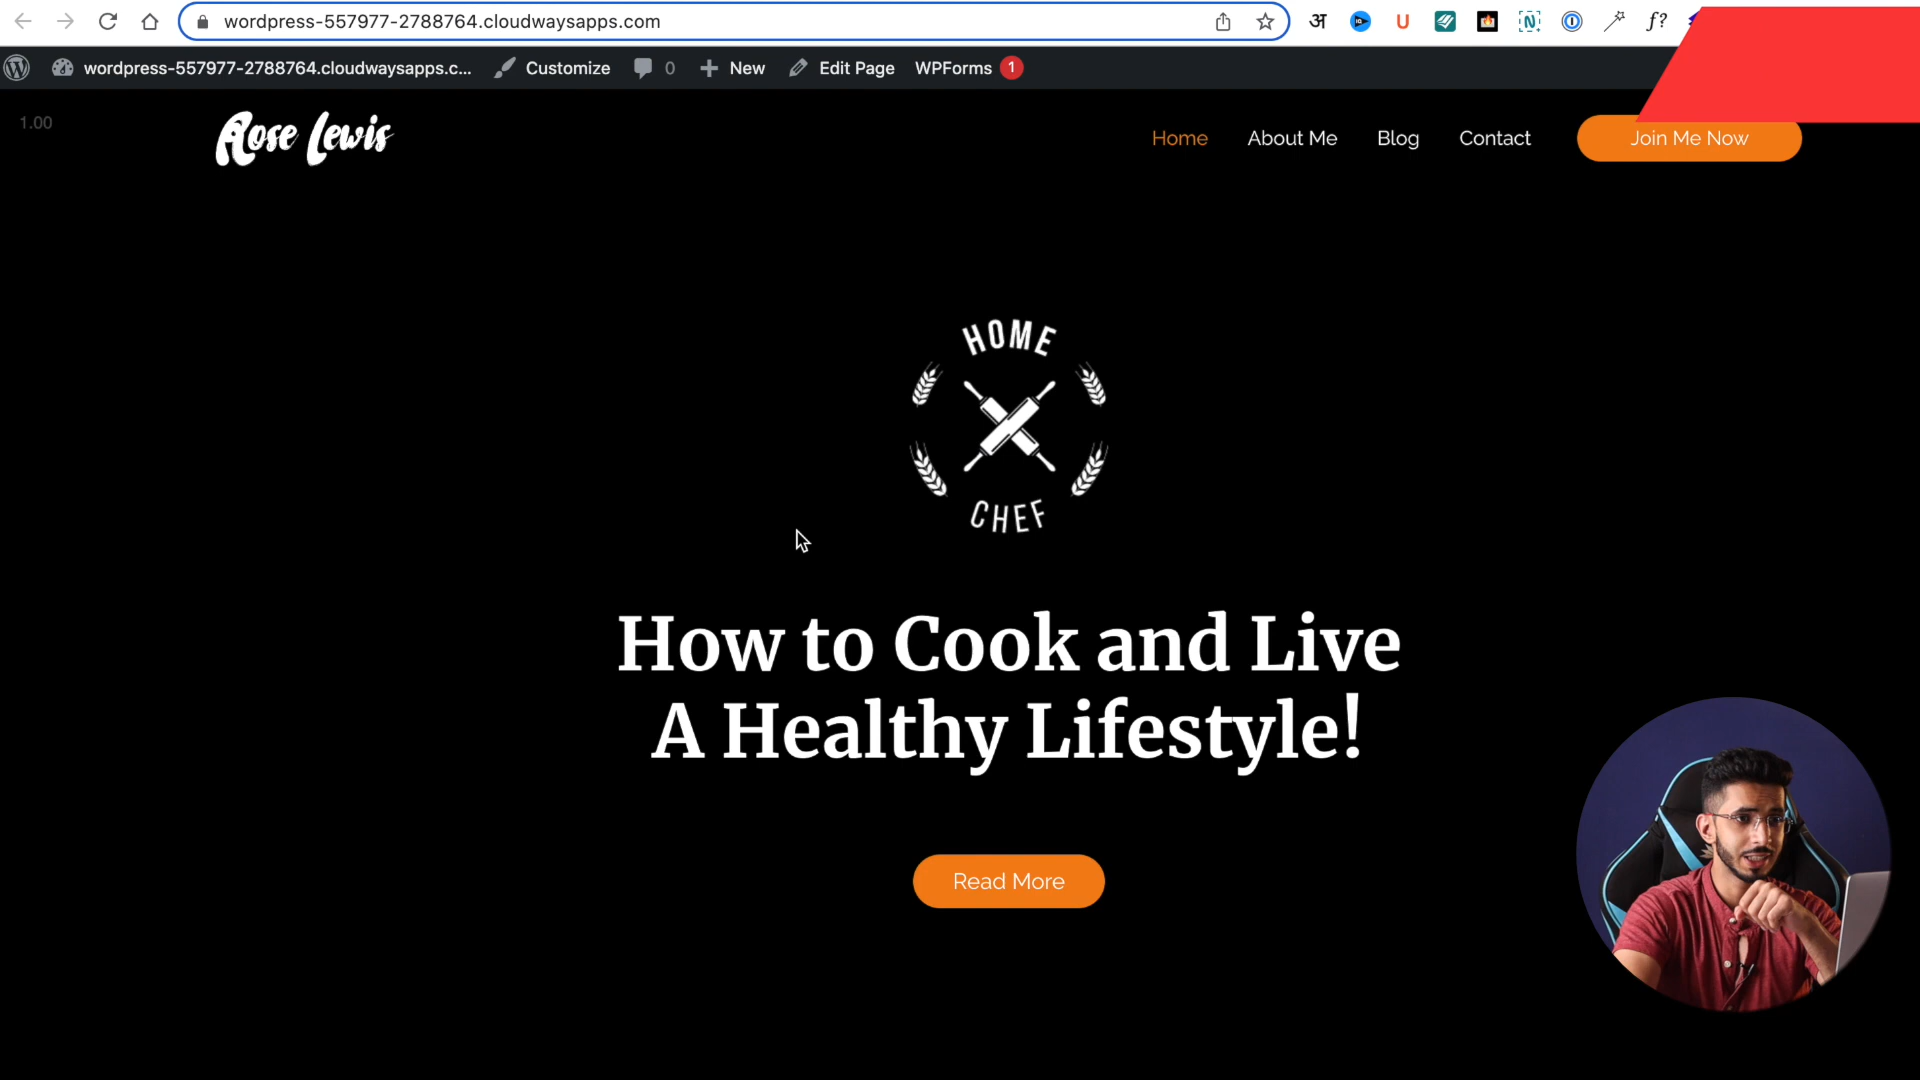 wordpress-557977-2788764.cloudwaysapps.com
अ
U
N
f?
wordpress-557977-2788764.cloudwaysapps.c...
Customize
0
New
Edit Page
WPForms 1
1.00
Rose Lewis
Home
About Me
Blog
Contact
Join Me Now
HOME
CHEF
How to Cook and Live
A Healthy Lifestyle!
Read More